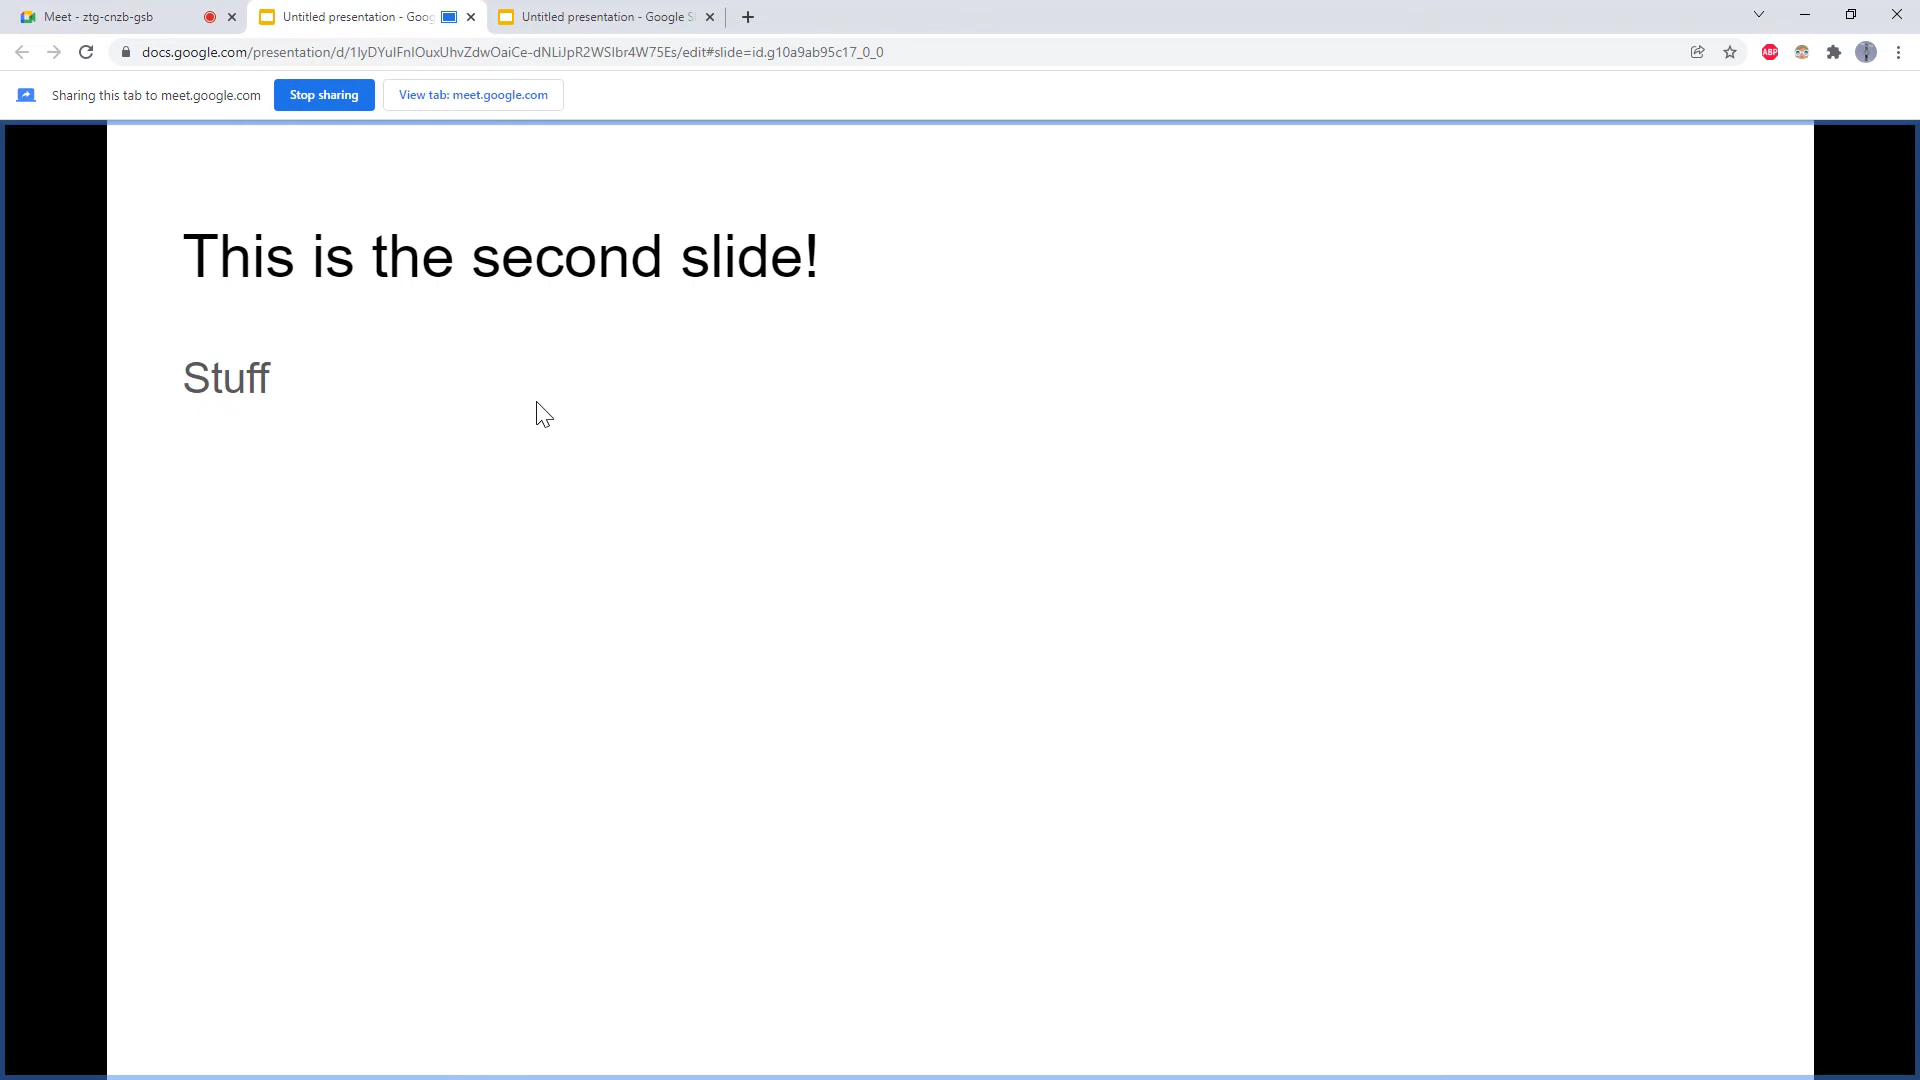 Meet - ztg-cnzb-gsb
Untitled presentation - Goog
Untitled presentation - Google S
docs.google.com/presentation/d/1lyDYulFnlOuxUhvZdwOaiCe-dNLiJpR2WSlbr4W75Es/edit#slide=id.g10a9ab95c17_0_0
ABP
Sharing this tab to meet.google.com
Stop sharing
View tab: meet.google.com
This is the second slide!
Stuff